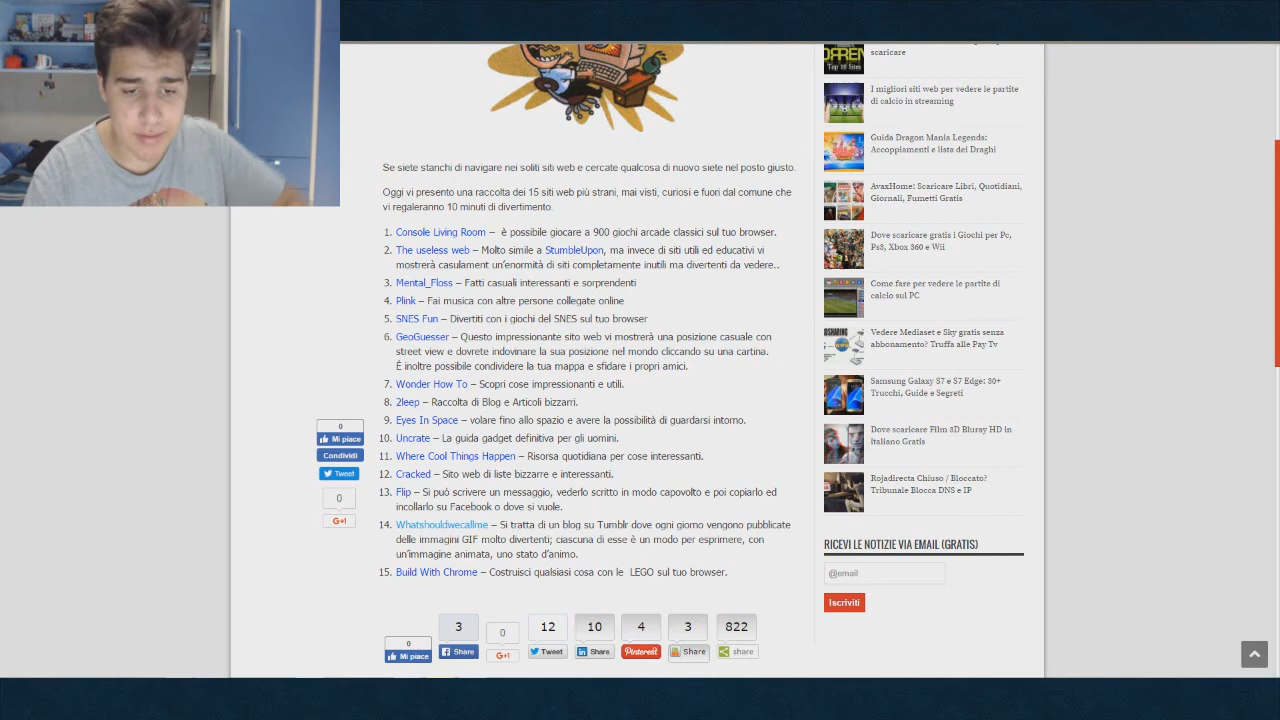 Se siete stanchi di navigare nei soliti siti web e cercate qualcosa di nuovo siete nel posto giusto.
Oggi vi presento una raccolta dei 15 siti web più strani, mai visti, curiosi e fuori dal comune che
vi regaleranno 10 minuti di divertimento.
1. Console Living Room – è possibile giocare a 900 giochi arcade classici sul tuo browser.
2. The useless web – Molto simile a StumbleUpon, ma invece di siti utili ed educativi vi
mostrerà casulament un'enormità di siti completamente inutili ma divertenti da vedere..
3. Mental_Floss – Fatti casuali interessanti e sorprendenti
4. Plink – Fai musica con altre persone collegate online
5. SNES Fun – Divertiti con i giochi del SNES sul tuo browser
6. GeoGuesser – Questo impressionante sito web vi mostrerà una posizione casuale con
street view e dovrete indovinare la sua posizione nel mondo cliccando su una cartina.
È inoltre possibile condividere la tua mappa e sfidare i propri amici.
7. Wonder How To – Scopri cose impressionanti e utili.
8. 2leep – Raccolta di Blog e Articoli bizzarri.
9. Eyes In Space – volare fino allo spazio e avere la possibilità di guardarsi intorno.
10. Uncrate – La guida gadget definitiva per gli uomini.
11. Where Cool Things Happen – Risorsa quotidiana per cose interessanti.
12. Cracked – Sito web di liste bizzarre e interessanti.
13. Flip – Si può scrivere un messaggio, vederlo scritto in modo capovolto e poi copiarlo ed
incollarlo su Facebook o dove si vuole.
14. Whatshouldwecallme – Si tratta di un blog su Tumblr dove ogni giorno vengono pubblicate
delle immagini GIF molto divertenti; ciascuna di esse è un modo per esprimere, con
un'immagine animata, uno stato d'animo.
15. Build With Chrome – Costruisci qualsiasi cosa con le LEGO sul tuo browser.
0
Mi piace
Condividi
Tweet
0
G+1
0
Mi piace
3
Share
0
G+1
12
Tweet
10
Share
4
Pinterest
3
Share
822
share
Top 10 Sites
scaricare
I migliori siti web per vedere le partite
di calcio in streaming
Guida Dragon Mania Legends:
Accoppiamenti e lista dei Draghi
AvaxHome: Scaricare Libri, Quotidiani,
Giornali, Fumetti Gratis
Dove scaricare gratis i Giochi per Pc,
Ps3, Xbox 360 e Wii
Come fare per vedere le partite di
calcio sul PC
Vedere Mediaset e Sky gratis senza
abbonamento? Truffa alle Pay Tv
Samsung Galaxy S7 e S7 Edge: 30+
Trucchi, Guide e Segreti
Dove scaricare Film 3D Bluray HD in
italiano Gratis
Rojadirecta Chiuso / Bloccato?
Tribunale Blocca DNS e IP
RICEVI LE NOTIZIE VIA EMAIL (GRATIS)
@email
Iscriviti